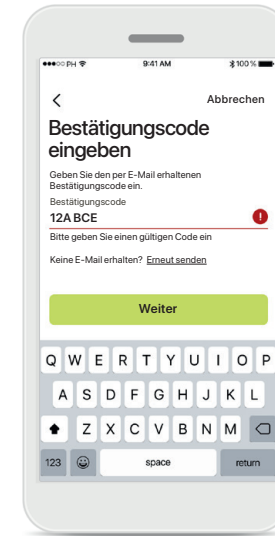 PH 9:41 AM 100 %
Abbrechen
Bestätigungscode
eingeben
Geben Sie den per E-Mail erhaltenen
Bestätigungscode ein.
Bestätigungscode
12A BCE
!
Bitte geben Sie einen gültigen Code ein
Keine E-Mail erhalten? Erneut senden
Weiter
Q W E R T Y U I O P
A S D F G H J K L
Z X C V B N M
123 space return